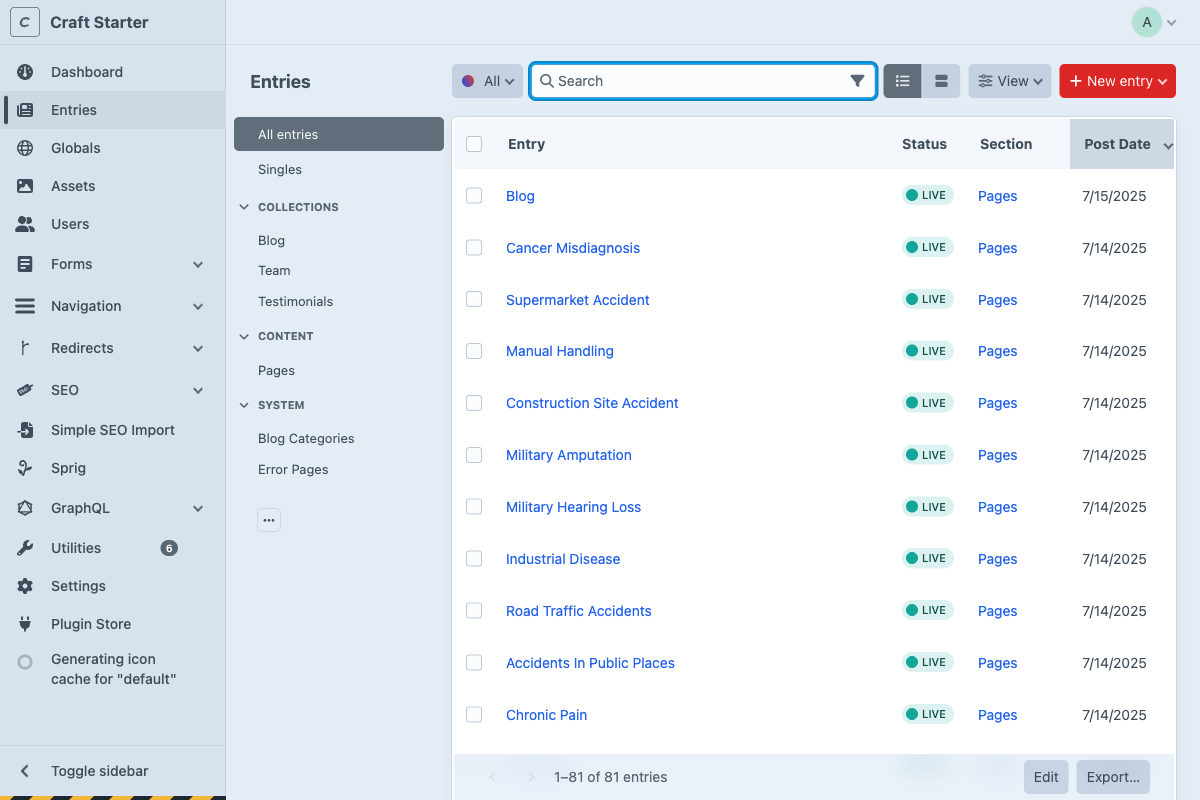 C Craft Starter
A
Dashboard
Entries
Globals
Assets
Users
Forms
Navigation
Redirects
SEO
Simple SEO Import
Sprig
GraphQL
Utilities 6
Settings
Plugin Store
Generating icon
cache for "default"
Toggle sidebar
Entries
All Search View New entry
All entries
Singles
COLLECTIONS
Blog
Team
Testimonials
CONTENT
Pages
SYSTEM
Blog Categories
Error Pages
Entry Status Section Post Date
Blog LIVE Pages 7/15/2025
Cancer Misdiagnosis LIVE Pages 7/14/2025
Supermarket Accident LIVE Pages 7/14/2025
Manual Handling LIVE Pages 7/14/2025
Construction Site Accident LIVE Pages 7/14/2025
Military Amputation LIVE Pages 7/14/2025
Military Hearing Loss LIVE Pages 7/14/2025
Industrial Disease LIVE Pages 7/14/2025
Road Traffic Accidents LIVE Pages 7/14/2025
Accidents In Public Places LIVE Pages 7/14/2025
Chronic Pain LIVE Pages 7/14/2025
1–81 of 81 entries Edit Export…